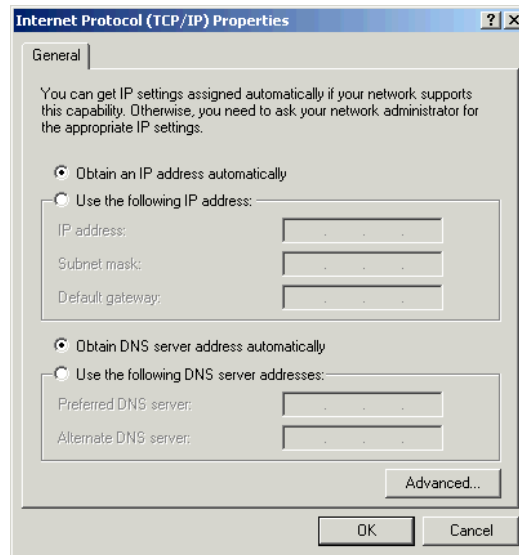 Internet Protocol (TCP/IP) Properties
General
You can get IP settings assigned automatically if your network supports
this capability. Otherwise, you need to ask your network administrator for
the appropriate IP settings.
Obtain an IP address automatically
Use the following IP address:
IP address:
Subnet mask:
Default gateway:
Obtain DNS server address automatically
Use the following DNS server addresses:
Preferred DNS server:
Alternate DNS server:
Advanced...
OK
Cancel